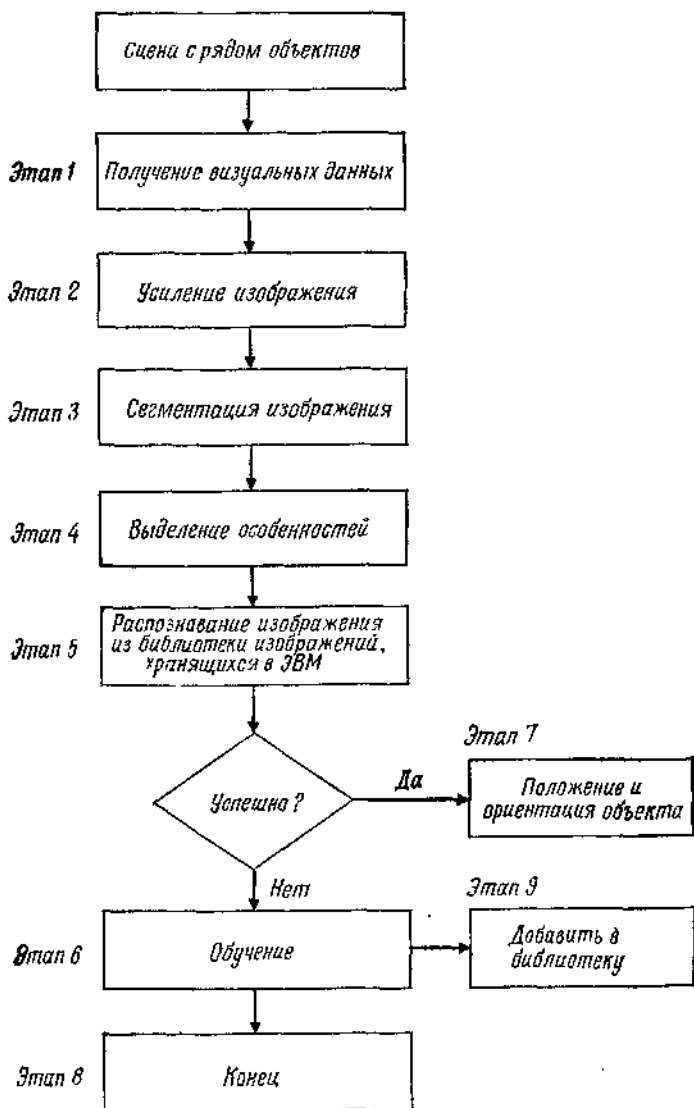 Сцена с рядом объектов
Этап 1
Получение визуальных данных
Этап 2
Усиление изображения
Этап 3
Сегментация изображения
Этап 4
Выделение особенностей
Этап 5
Распознавание изображения
из библиотеки изображений,
хранящихся в ЭВМ
Успешно?
Да
Этап 7
Положение и
ориентация объекта
Нет
Этап 6
Обучение
Этап 9
Добавить в
библиотеку
Этап 8
Конец